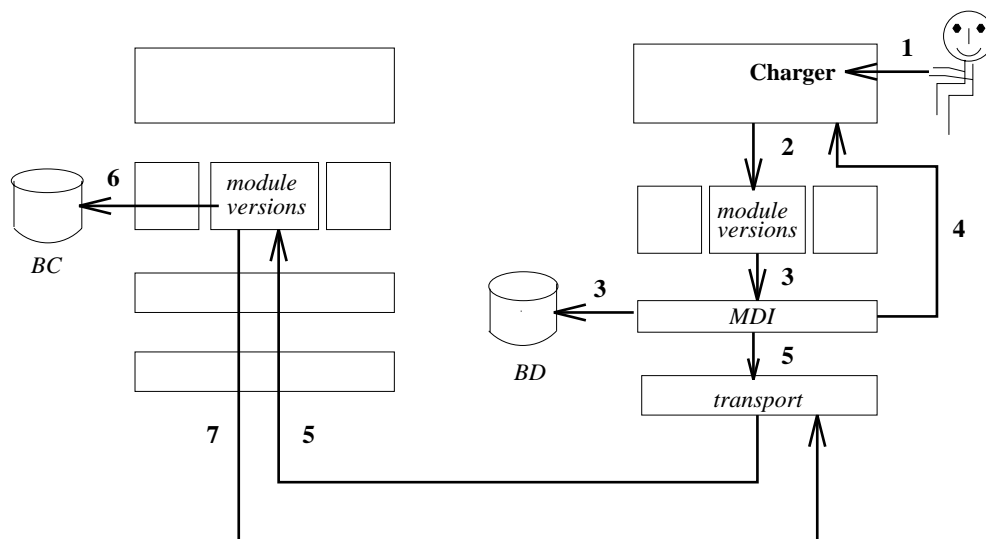 1
Charger
2
6
module
versions
module
versions
4
BC
3
3
MDI
BD
5
transport
7
5